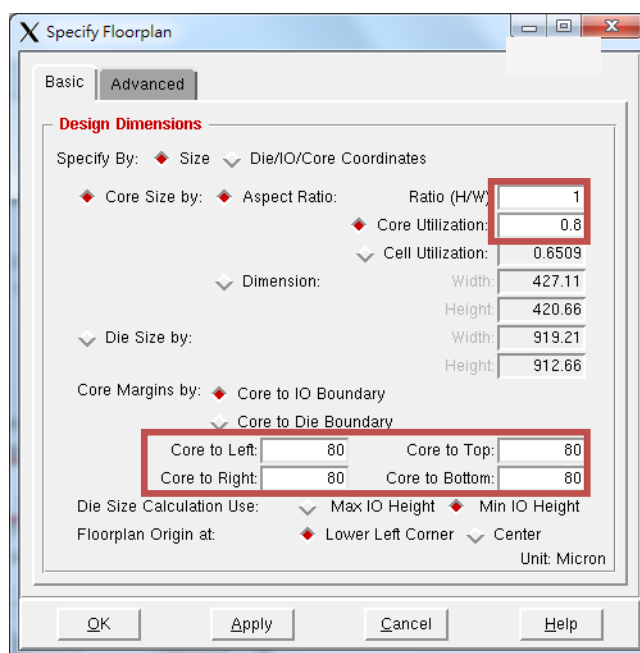 Specify Floorplan
Basic Advanced
Design Dimensions
Specify By: Size Die/IO/Core Coordinates
Core Size by: Aspect Ratio: Ratio (H/W) 1
Core Utilization: 0.8
Cell Utilization: 0.6509
Dimension: Width: 427.11
Height: 420.66
Die Size by: Width: 919.21
Height: 912.66
Core Margins by: Core to IO Boundary
Core to Die Boundary
Core to Left: 80 Core to Top: 80
Core to Right: 80 Core to Bottom: 80
Die Size Calculation Use: Max IO Height Min IO Height
Floorplan Origin at: Lower Left Corner Center
Unit: Micron
OK Apply Cancel Help